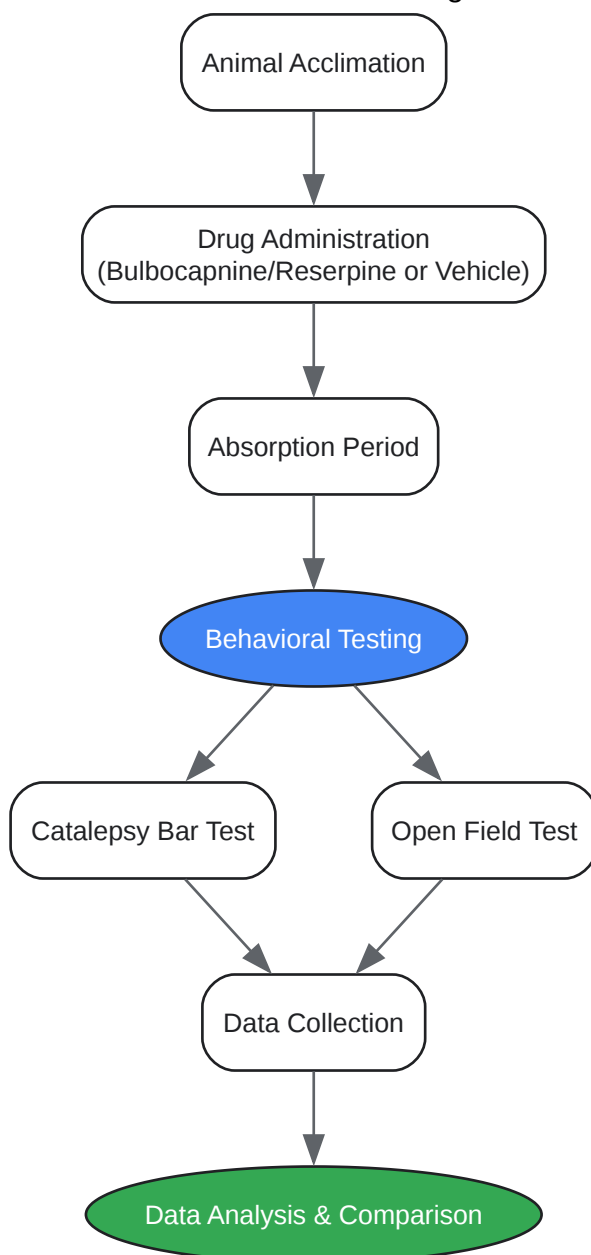 Animal Acclimation
Drug Administration
(Bulbocapnine/Reserpine or Vehicle)
Absorption Period
Behavioral Testing
Catalepsy Bar Test
Open Field Test
Data Collection
Data Analysis & Comparison